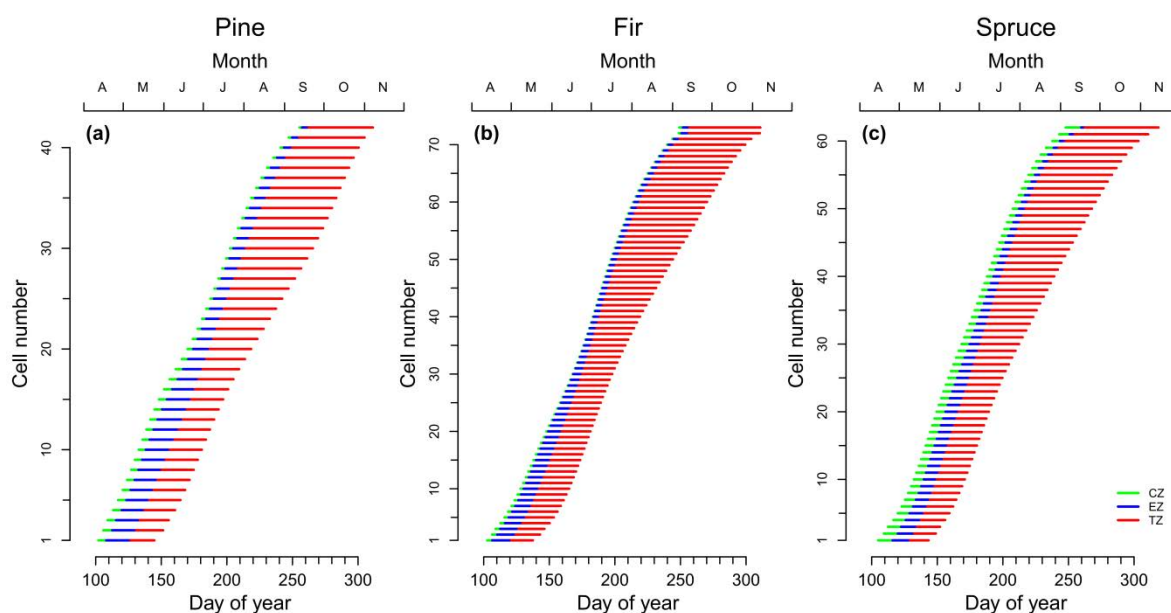 Pine
Month
A M J J A S O N
(a)
Cell number
40
30
20
10
1
100 150 200 250 300
Day of year
Fir
Month
A M J J A S O N
(b)
Cell number
70
60
50
40
30
20
10
1
100 150 200 250 300
Day of year
Spruce
Month
A M J J A S O N
(c)
Cell number
60
50
40
30
20
10
1
CZ
EZ
TZ
100 150 200 250 300
Day of year